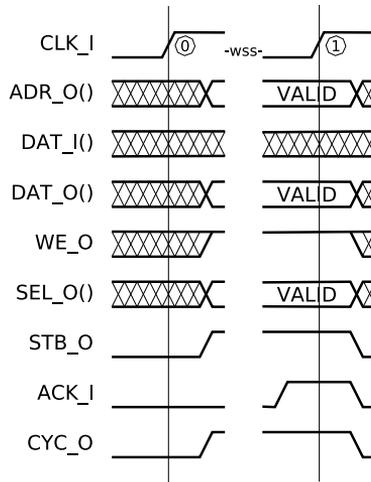 CLK_I 0 -wss- 1
ADR_O() VALID
DAT_I()
DAT_O() VALID
WE_O
SEL_O() VALID
STB_O
ACK_I
CYC_O